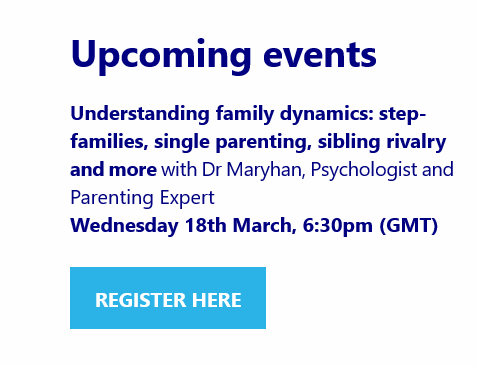 Upcoming events
Understanding family dynamics: step-
families, single parenting, sibling rivalry
and more with Dr Maryhan, Psychologist and
Parenting Expert
Wednesday 18th March, 6:30pm (GMT)
REGISTER HERE